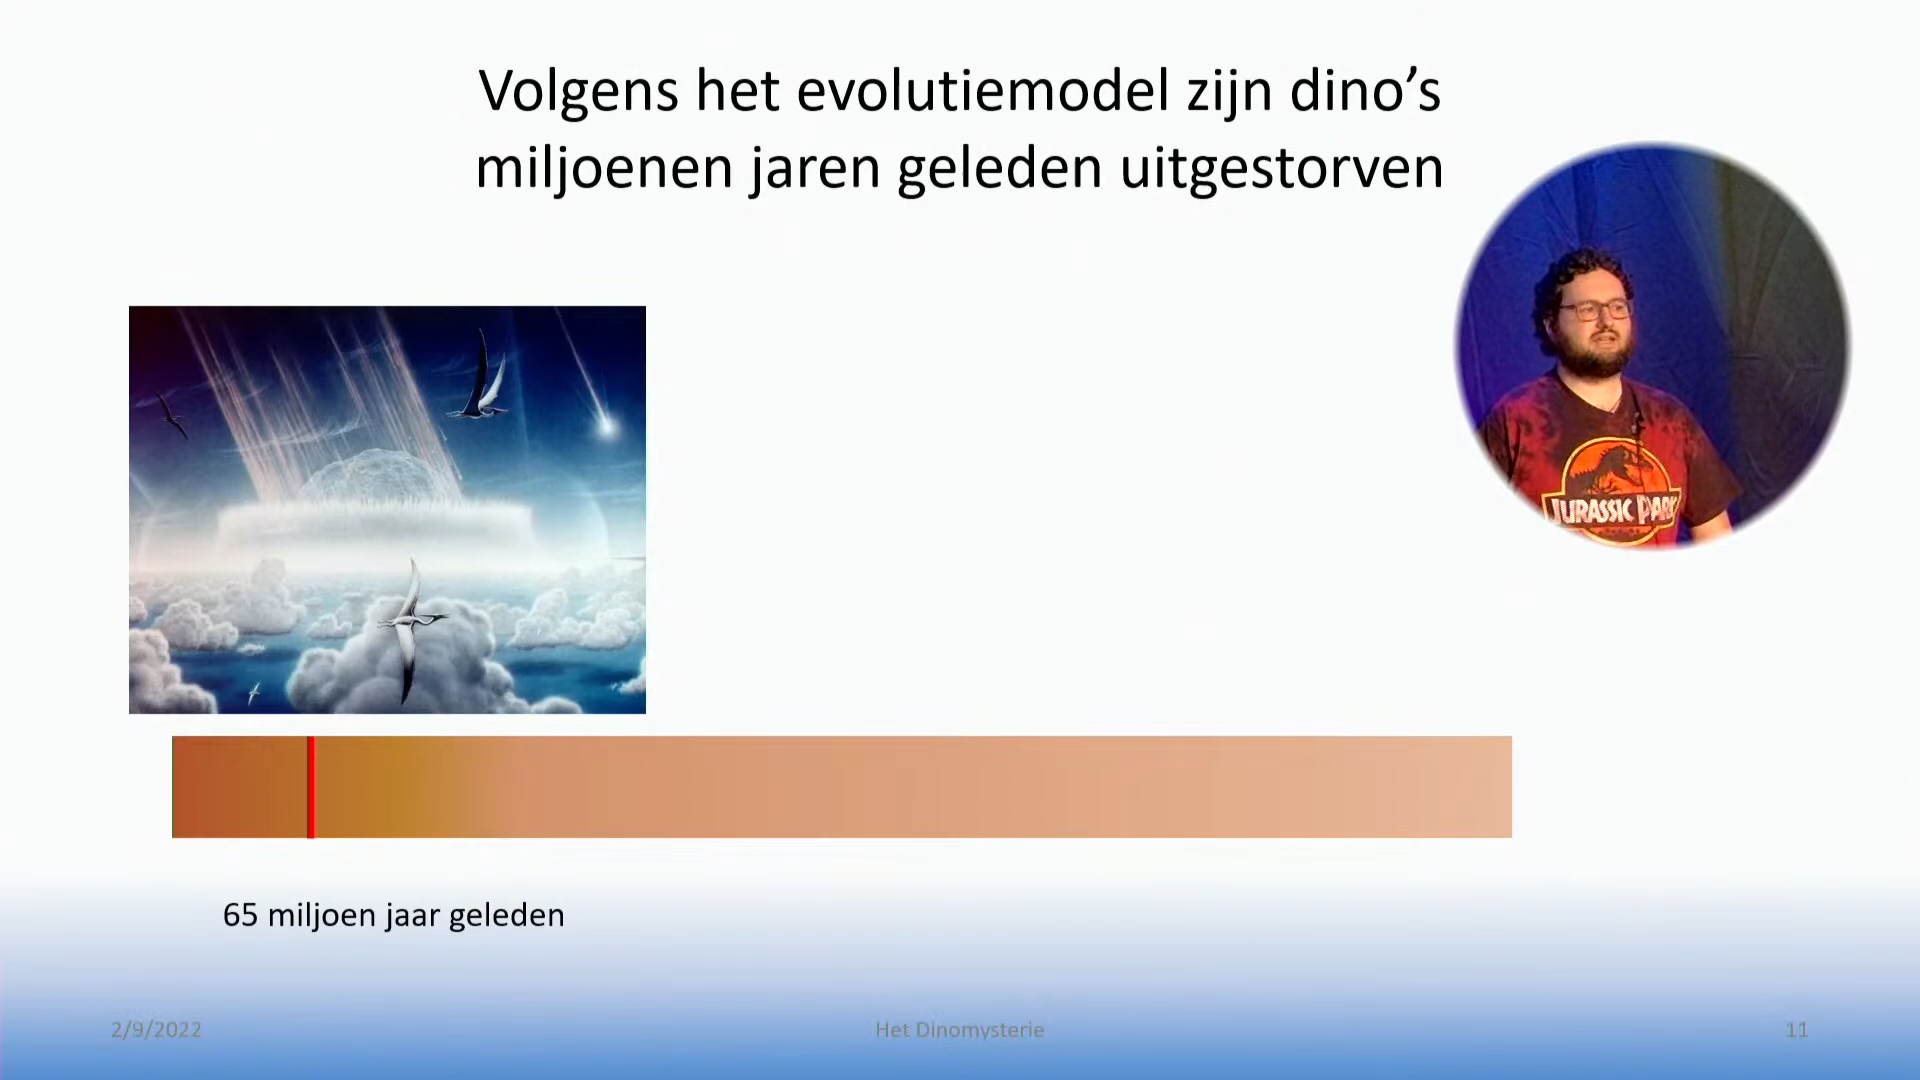 Volgens het evolutiemodel zijn dino’s
miljoenen jaren geleden uitgestorven
JURASSIC PARK
65 miljoen jaar geleden
2/9/2022
Het Dinomysterie
11